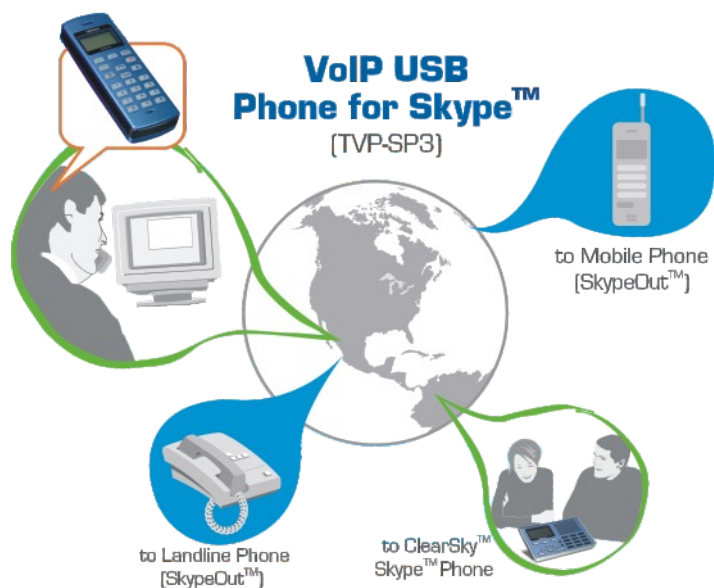 VoIP USB
Phone for Skype™
(TVP-SP3)
to Mobile Phone
(SkypeOut™)
to Landline Phone
(SkypeOut™)
to ClearSky™
Skype™ Phone